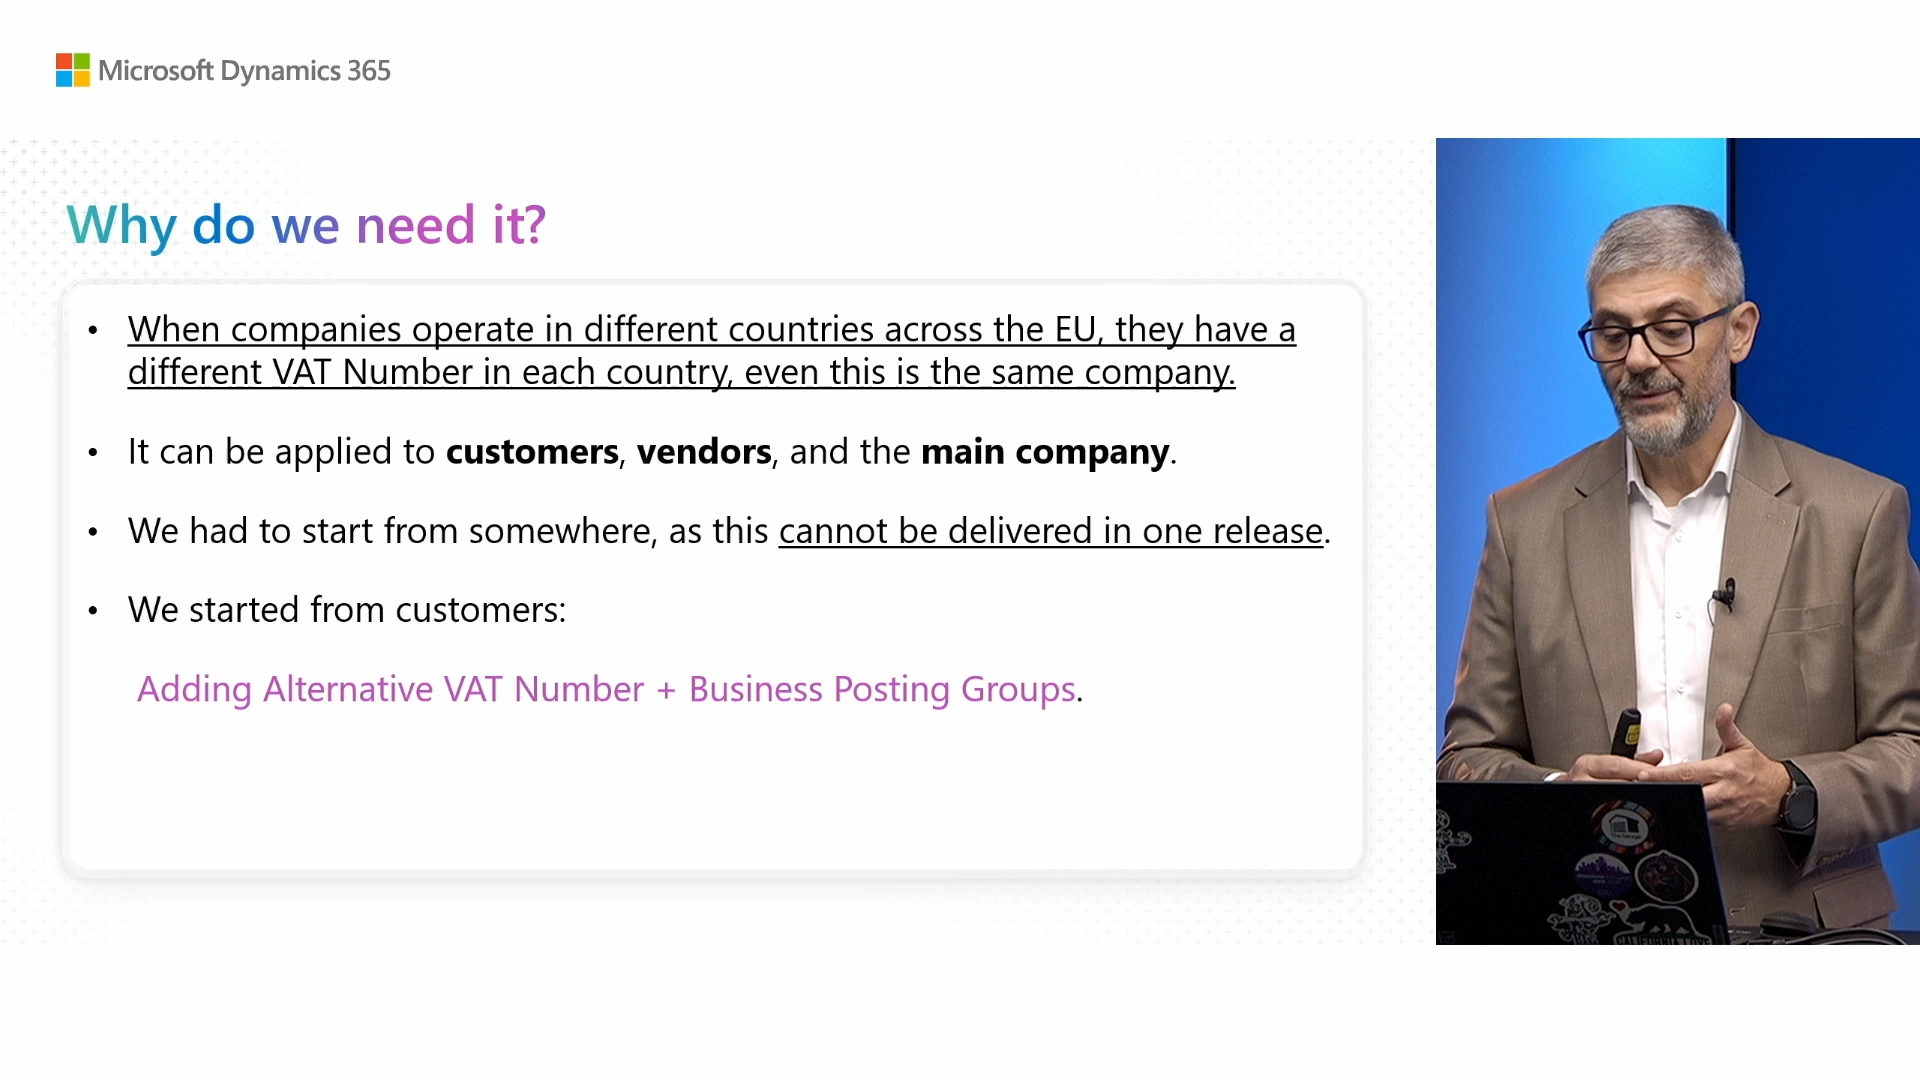 Microsoft Dynamics 365
Why do we need it?
• When companies operate in different countries across the EU, they have a
different VAT Number in each country, even this is the same company.
• It can be applied to customers, vendors, and the main company.
• We had to start from somewhere, as this cannot be delivered in one release.
• We started from customers:
Adding Alternative VAT Number + Business Posting Groups.
CALIFORNIA LOVE